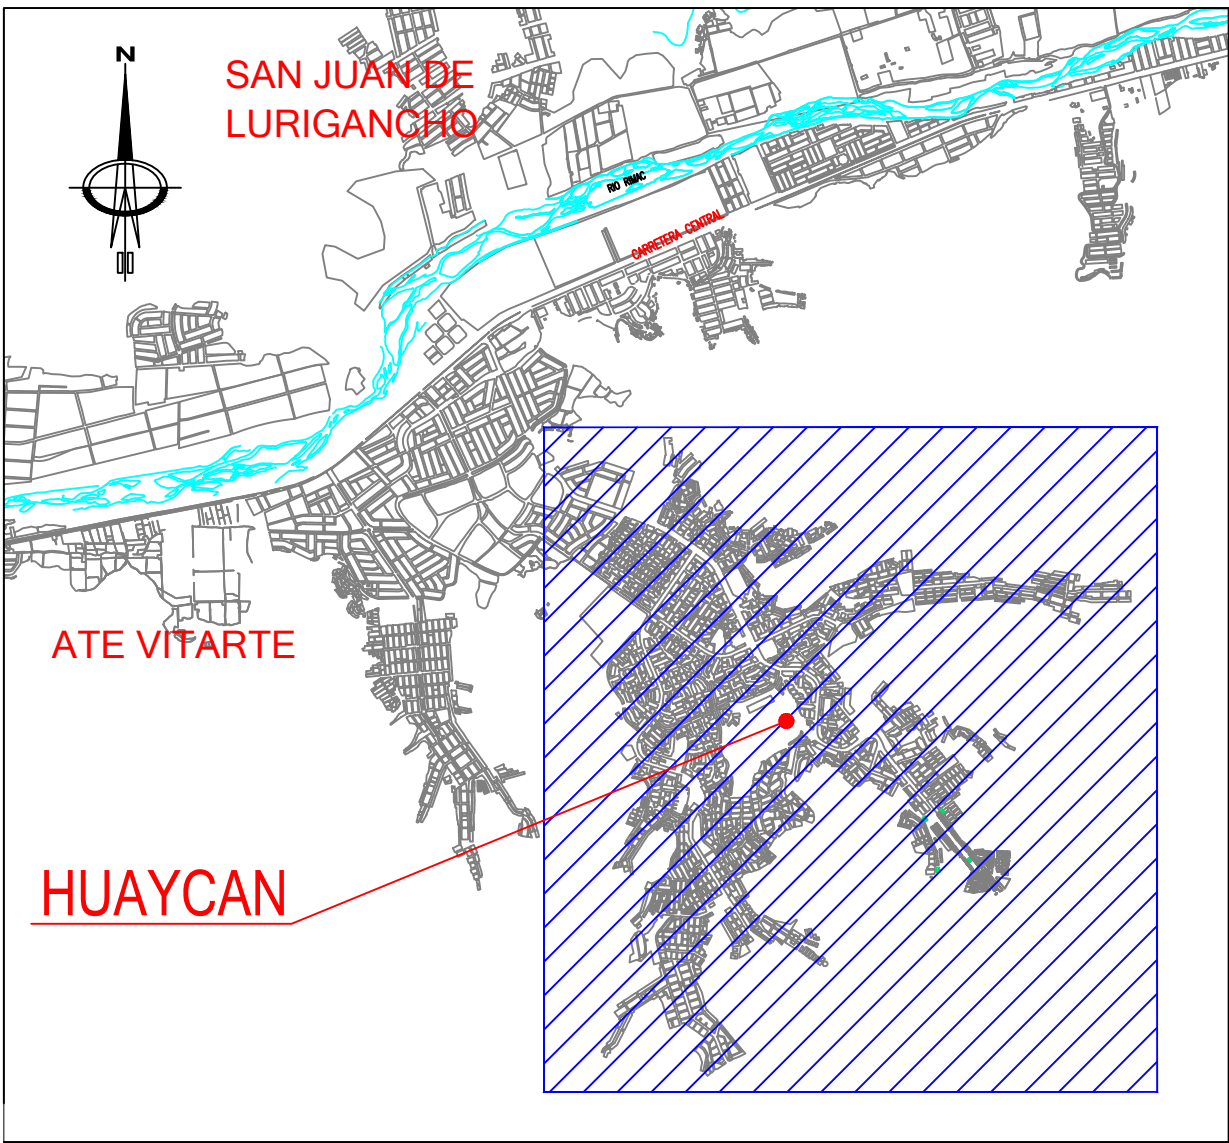 N
SAN JUAN DE
LURIGANCHO
RIO RIMAC
CARRETERA CENTRAL
ATE VITARTE
HUAYCAN